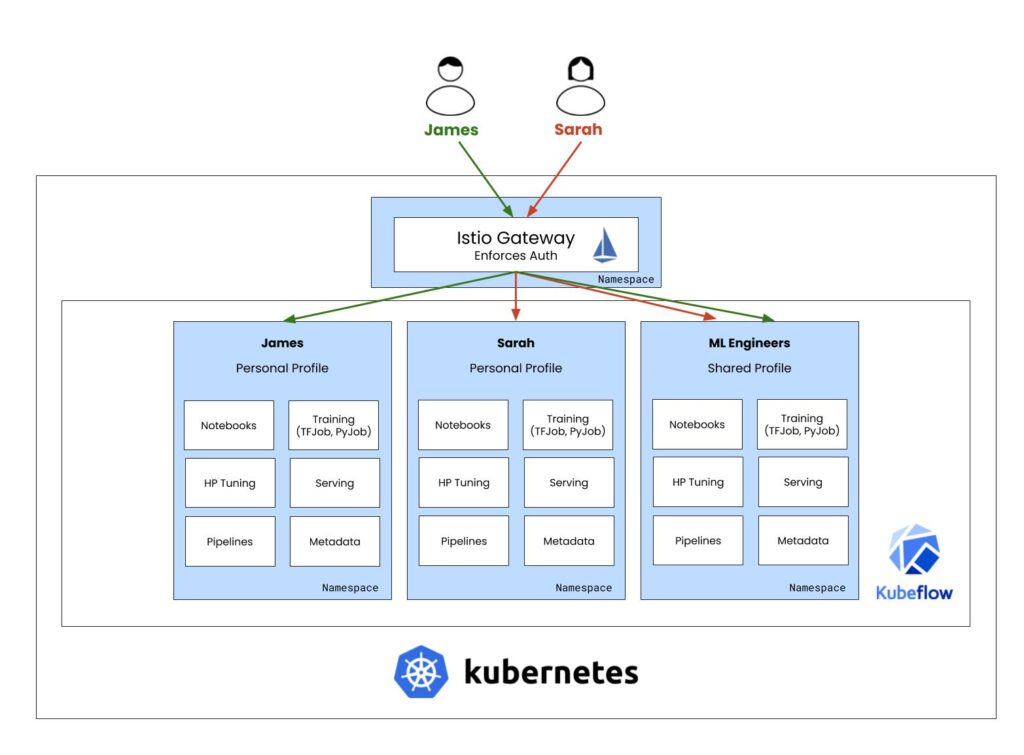 James
Sarah
Istio Gateway
Enforces Auth
Namespace
James
Personal Profile
Notebooks
Training
(TFJob, PyJob)
HP Tuning
Serving
Pipelines
Metadata
Namespace
Sarah
Personal Profile
Notebooks
Training
(TFJob, PyJob)
HP Tuning
Serving
Pipelines
Metadata
Namespace
ML Engineers
Shared Profile
Notebooks
Training
(TFJob, PyJob)
HP Tuning
Serving
Pipelines
Metadata
Namespace
Kubeflow
kubernetes